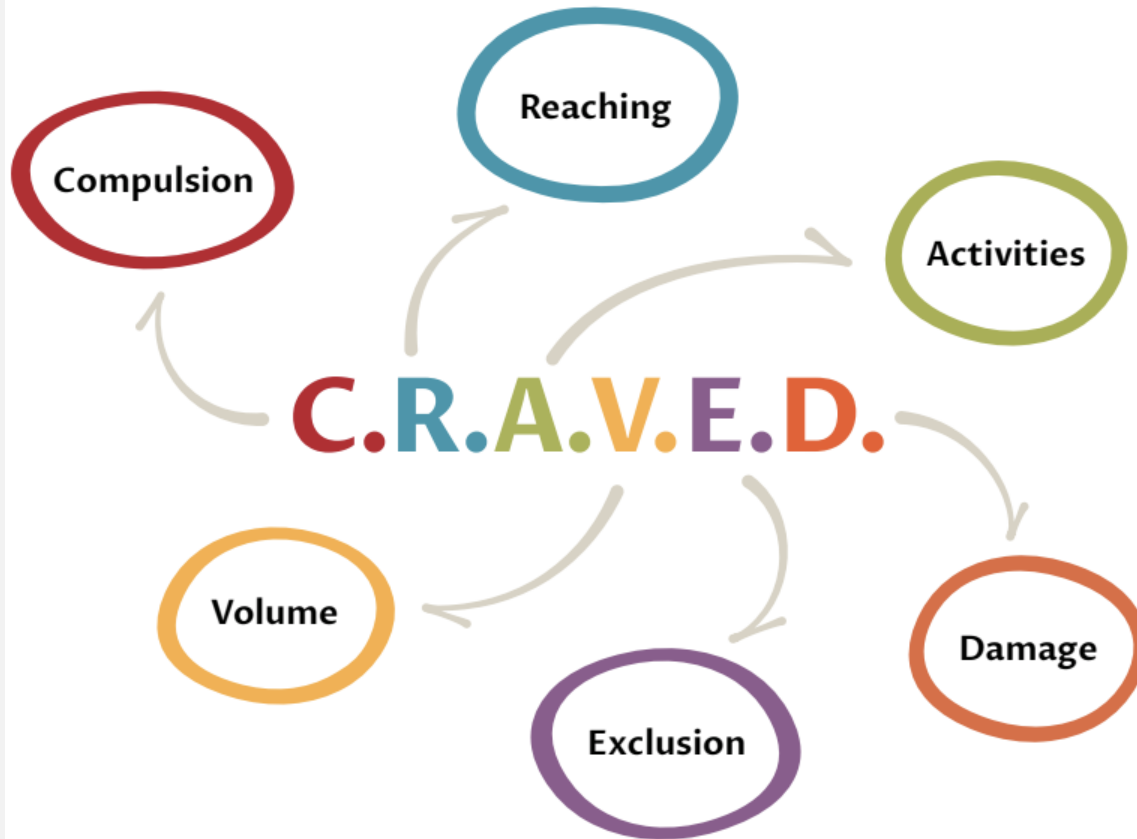 Reaching
Compulsion
Activities
C.R.A.V.E.D.
Volume
Damage
Exclusion